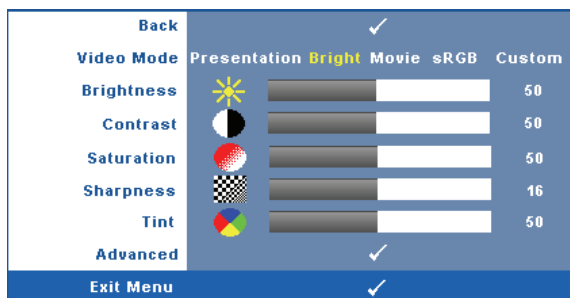 Back
Video Mode Presentation Bright Movie sRGB Custom
Brightness 50
Contrast 50
Saturation 50
Sharpness 16
Tint 50
Advanced
Exit Menu